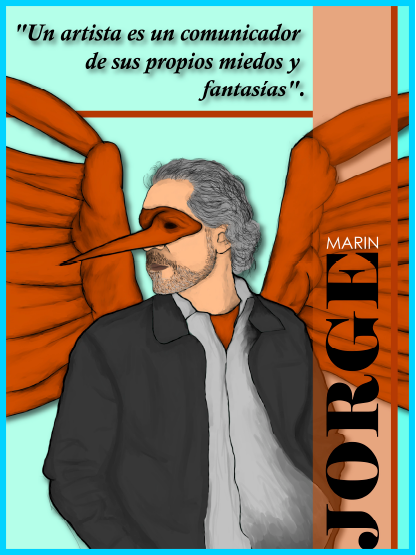 "Un artista es un comunicador
de sus propios miedos y
fantasías".
MARIN
JORGE